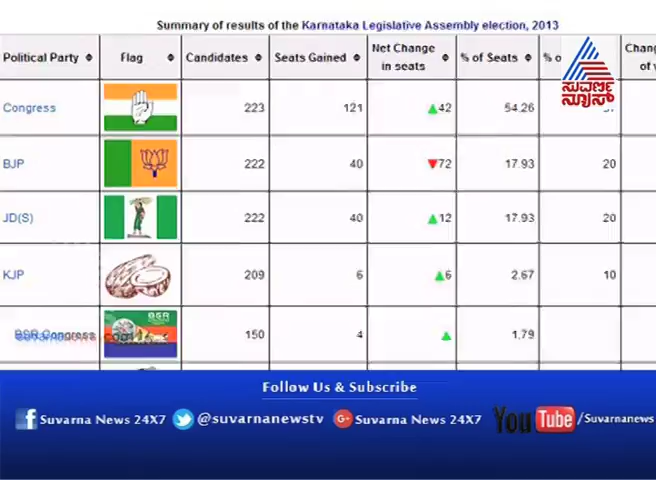 Summary of results of the Karnataka Legislative Assembly election, 2013
Political Party Flag Candidates Seats Gained Net Change in seats % of Seats % o Chang of v
Congress 223 121 ▲42 54.26
BJP 222 40 ▼72 17.93 20
JD(S) 222 40 ▲12 17.93 20
KJP 209 6 ▲6 2.67 10
BSR Congress BSR 150 4 ▲ 1.79
ಸುವರ್ಣ
ನ್ಯೂಸ್
Follow Us & Subscribe
Suvarna News 24X7 @suvarnanewstv Suvarna News 24X7 YouTube /Suvarnanews